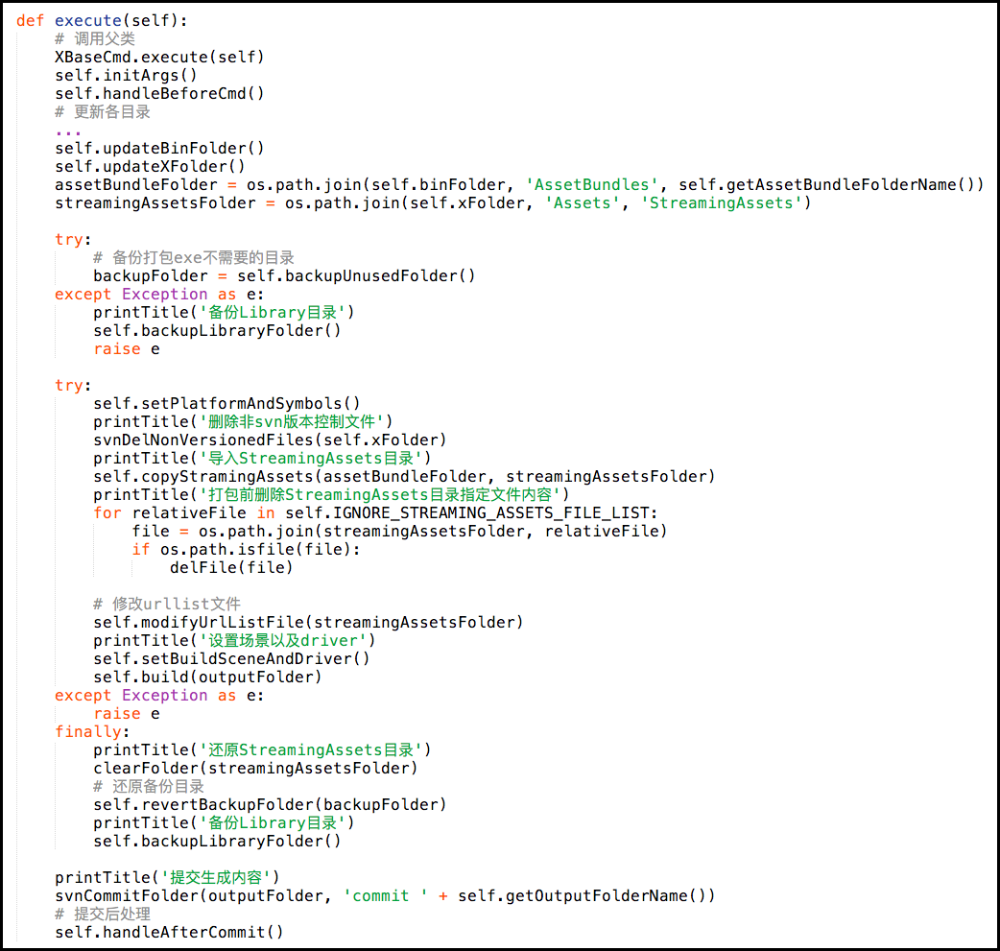 def execute(self):
    # 调用父类
    XBaseCmd.execute(self)
    self.initArgs()
    self.handleBeforeCmd()
    # 更新各目录
    ...
    self.updateBinFolder()
    self.updateXFolder()
    assetBundleFolder = os.path.join(self.binFolder, 'AssetBundles', self.getAssetBundleFolderName())
    streamingAssetsFolder = os.path.join(self.xFolder, 'Assets', 'StreamingAssets')

    try:
        # 备份打包exe不需要的目录
        backupFolder = self.backupUnusedFolder()
    except Exception as e:
        printTitle('备份Library目录')
        self.backupLibraryFolder()
        raise e

    try:
        self.setPlatformAndSymbols()
        printTitle('删除非svn版本控制文件')
        svnDelNonVersionedFiles(self.xFolder)
        printTitle('导入StreamingAssets目录')
        self.copyStramingAssets(assetBundleFolder, streamingAssetsFolder)
        printTitle('打包前删除StreamingAssets目录指定文件内容')
        for relativeFile in self.IGNORE_STREAMING_ASSETS_FILE_LIST:
            file = os.path.join(streamingAssetsFolder, relativeFile)
            if os.path.isfile(file):
                delFile(file)

        # 修改urllist文件
        self.modifyUrlListFile(streamingAssetsFolder)
        printTitle('设置场景以及driver')
        self.setBuildSceneAndDriver()
        self.build(outputFolder)
    except Exception as e:
        raise e
    finally:
        printTitle('还原StreamingAssets目录')
        clearFolder(streamingAssetsFolder)
        # 还原备份目录
        self.revertBackupFolder(backupFolder)
        printTitle('备份Library目录')
        self.backupLibraryFolder()

    printTitle('提交生成内容')
    svnCommitFolder(outputFolder, 'commit ' + self.getOutputFolderName())
    # 提交后处理
    self.handleAfterCommit()